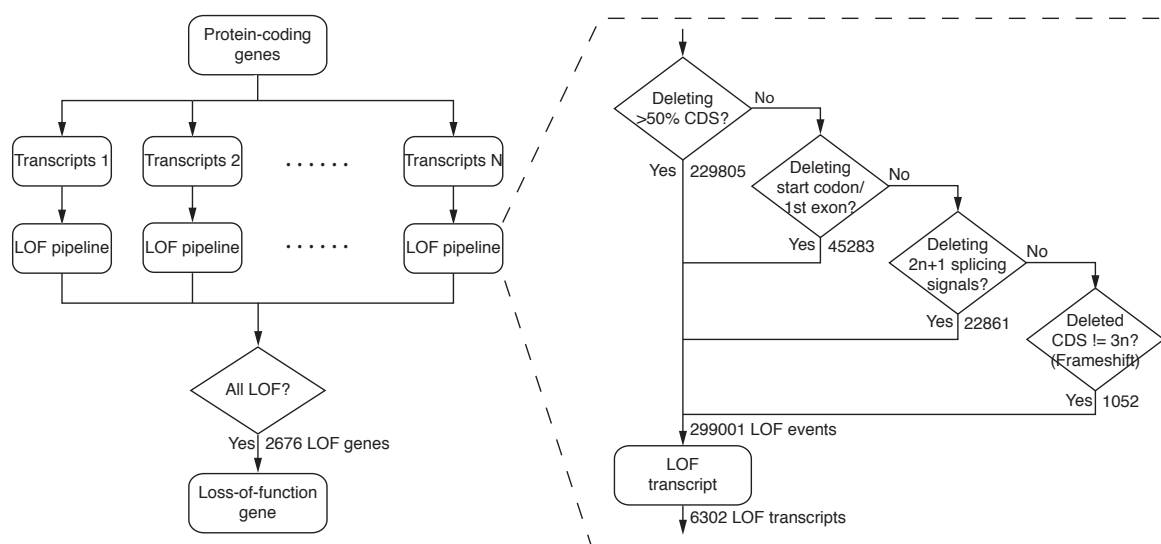 Protein-coding
genes
Transcripts 1
Transcripts 2
......
Transcripts N
LOF pipeline
LOF pipeline
......
LOF pipeline
All LOF?
Yes
2676 LOF genes
Loss-of-function
gene
Deleting
>50% CDS?
No
Yes
229805
Deleting
start codon/
1st exon?
No
Yes
45283
Deleting
2n+1 splicing
signals?
No
Yes
22861
Deleted
CDS != 3n?
(Frameshift)
Yes
1052
299001 LOF events
LOF
transcript
6302 LOF transcripts